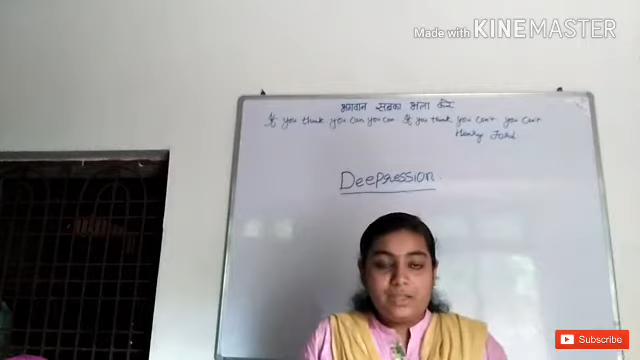 Made with KINEMASTER
भगवान सबका भला करे
If you think you can you can If you think you can't you can't
Henry Ford
Deepression
Subscribe